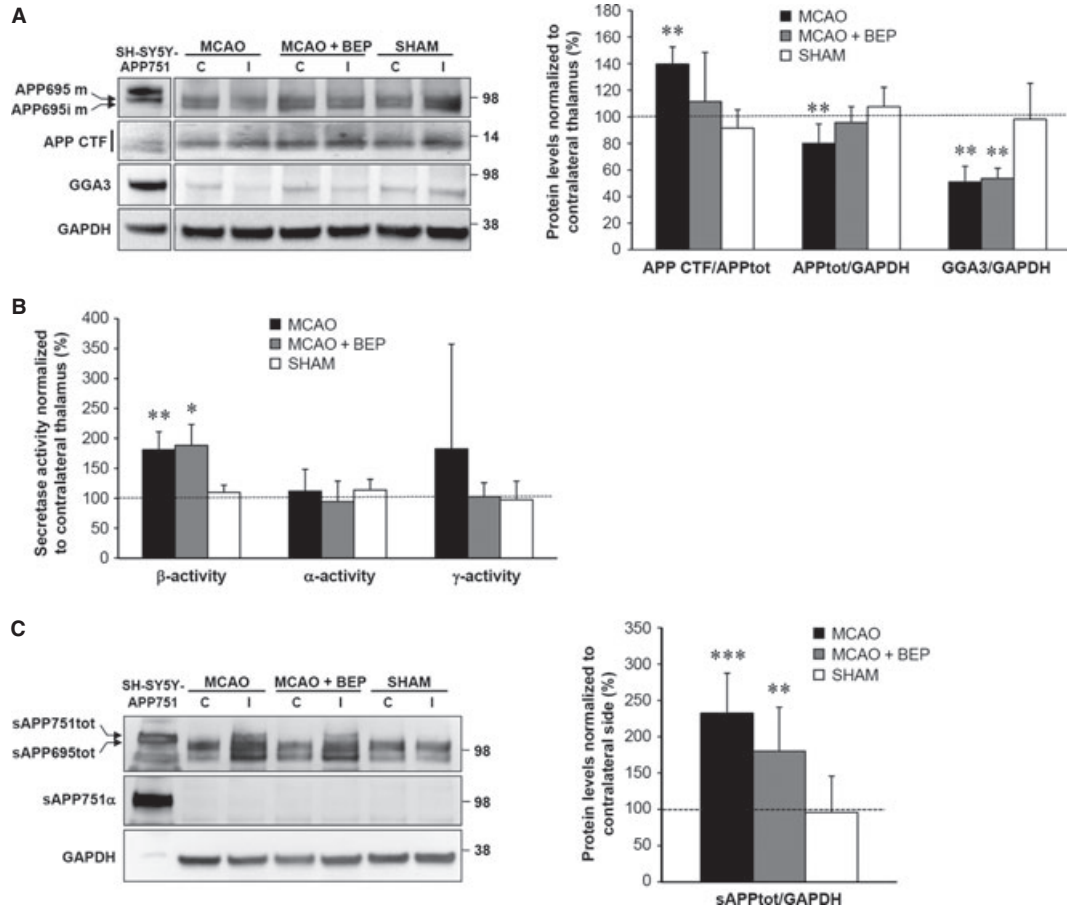 A
SH-SY5Y-
APP751
MCAO
MCAO + BEP
SHAM
C I C I C I
APP695 m
APP695i m
98
APP CTF
14
GGA3
98
GAPDH
38
Protein levels normalized to
contralateral thalamus (%)
180
160
140
120
100
80
60
40
20
0
MCAO
MCAO + BEP
SHAM
**
**
** **
APP CTF/APPtot
APPtot/GAPDH
GGA3/GAPDH
B
Secretase activity normalized
to contralateral thalamus (%)
400
350
300
250
200
150
100
50
0
MCAO
MCAO + BEP
SHAM
** *
β-activity
α-activity
γ-activity
C
SH-SY5Y-
APP751
MCAO
MCAO + BEP
SHAM
C I C I C I
sAPP751tot
sAPP695tot
98
sAPP751α
98
GAPDH
38
Protein levels normalized to
contralateral side (%)
350
300
250
200
150
100
50
0
MCAO
MCAO + BEP
SHAM
***
**
sAPPtot/GAPDH